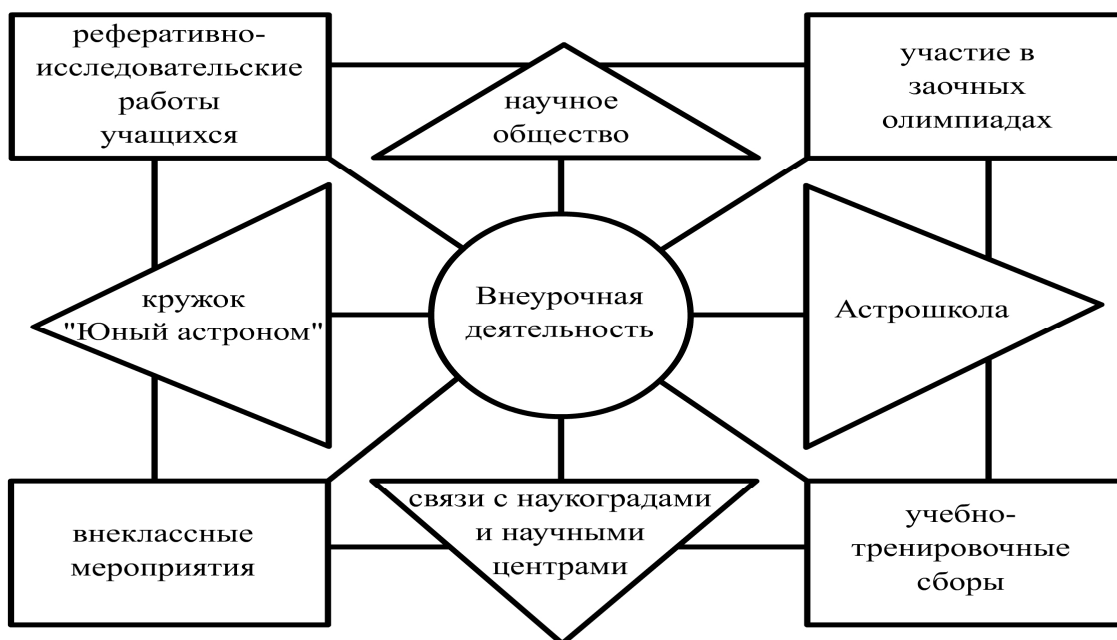 реферативно-
исследовательские
работы
учащихся
научное
общество
участие в
заочных
олимпиадах
кружок
"Юный астроном"
Внеурочная
деятельность
Астрошкола
внеклассные
мероприятия
связи с наукоградами
и научными
центрами
учебно-
тренировочные
сборы